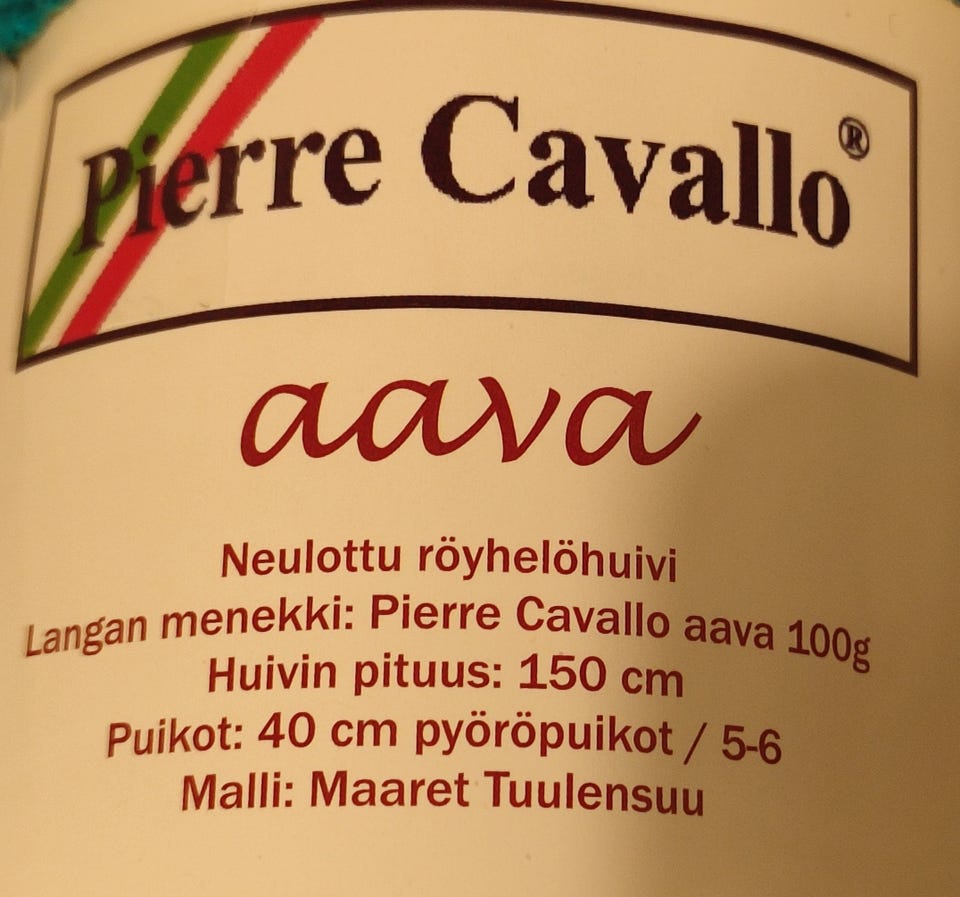 Pierre Cavallo®
aava
Neulottu röyhelöhuivi
Langan menekki: Pierre Cavallo aava 100g
Huivin pituus: 150 cm
Puikot: 40 cm pyöröpuikot / 5-6
Malli: Maaret Tuulensuu